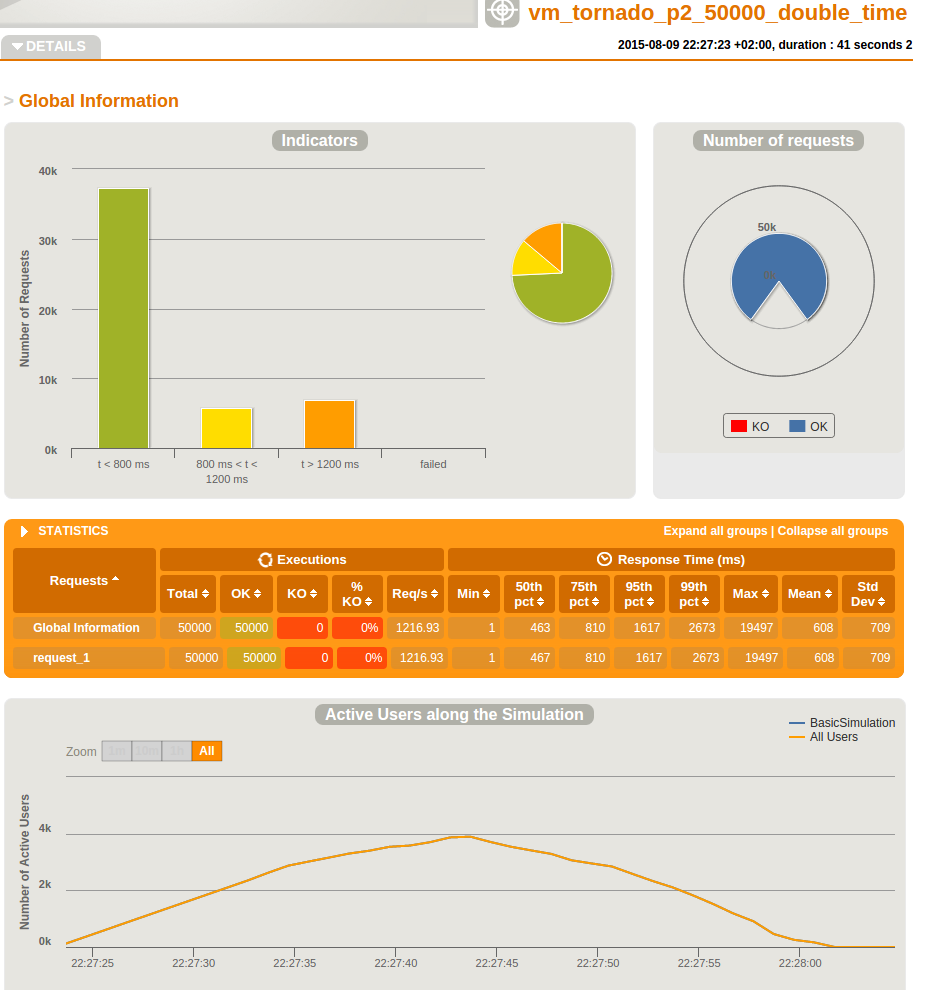 vm_tornado_p2_50000_double_time
DETAILS
2015-08-09 22:27:23 +02:00, duration : 41 seconds 2
> Global Information
Indicators
Number of requests
40k
30k
20k
10k
0k
Number of Requests
t < 800 ms
800 ms < t <
1200 ms
t > 1200 ms
failed
50k
0k
KO OK
STATISTICS
Expand all groups | Collapse all groups
Requests
Executions
Response Time (ms)
Total OK KO %
KO Req/s Min 50th
pct 75th
pct 95th
pct 99th
pct Max Mean Std
Dev
Global Information 50000 50000 0 0% 1216.93 1 463 810 1617 2673 19497 608 709
request_1 50000 50000 0 0% 1216.93 1 467 810 1617 2673 19497 608 709
Active Users along the Simulation
BasicSimulation
All Users
Zoom 1m 10m 1h All
Number of Active Users
4k
2k
0k
22:27:25 22:27:30 22:27:35 22:27:40 22:27:45 22:27:50 22:27:55 22:28:00